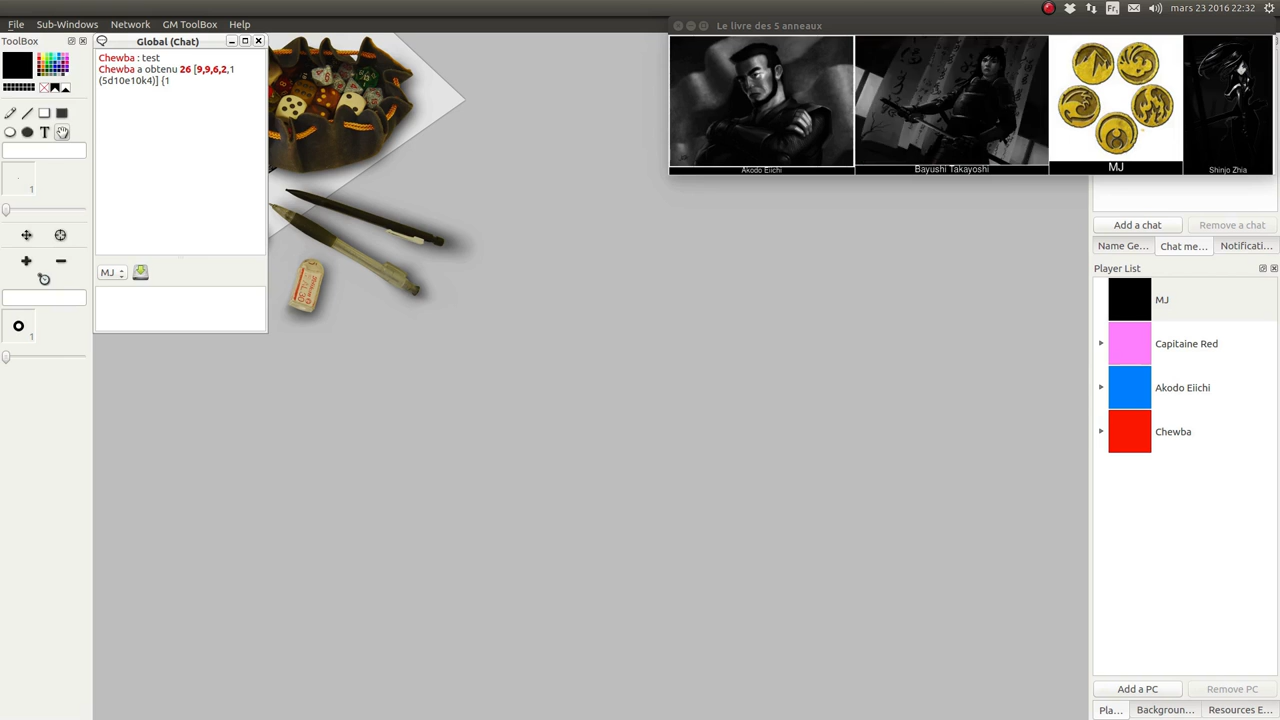 Fr
mars 23 2016 22:32
File Sub-Windows Network GM ToolBox Help
Le livre des 5 anneaux
ToolBox
Global (Chat)
Chewba : test
Chewba a obtenu 26 [9,9,6,2,1
(5d10e10k4)] {1
T
1
MJ
1
Akodo Eiichi
Bayushi Takayoshi
MJ
Shinjo Zhia
Add a chat
Remove a chat
Name Ge...
Chat me...
Notificati...
Player List
MJ
Capitaine Red
Akodo Eiichi
Chewba
Add a PC
Remove PC
Pla...
Backgroun...
Resources E...